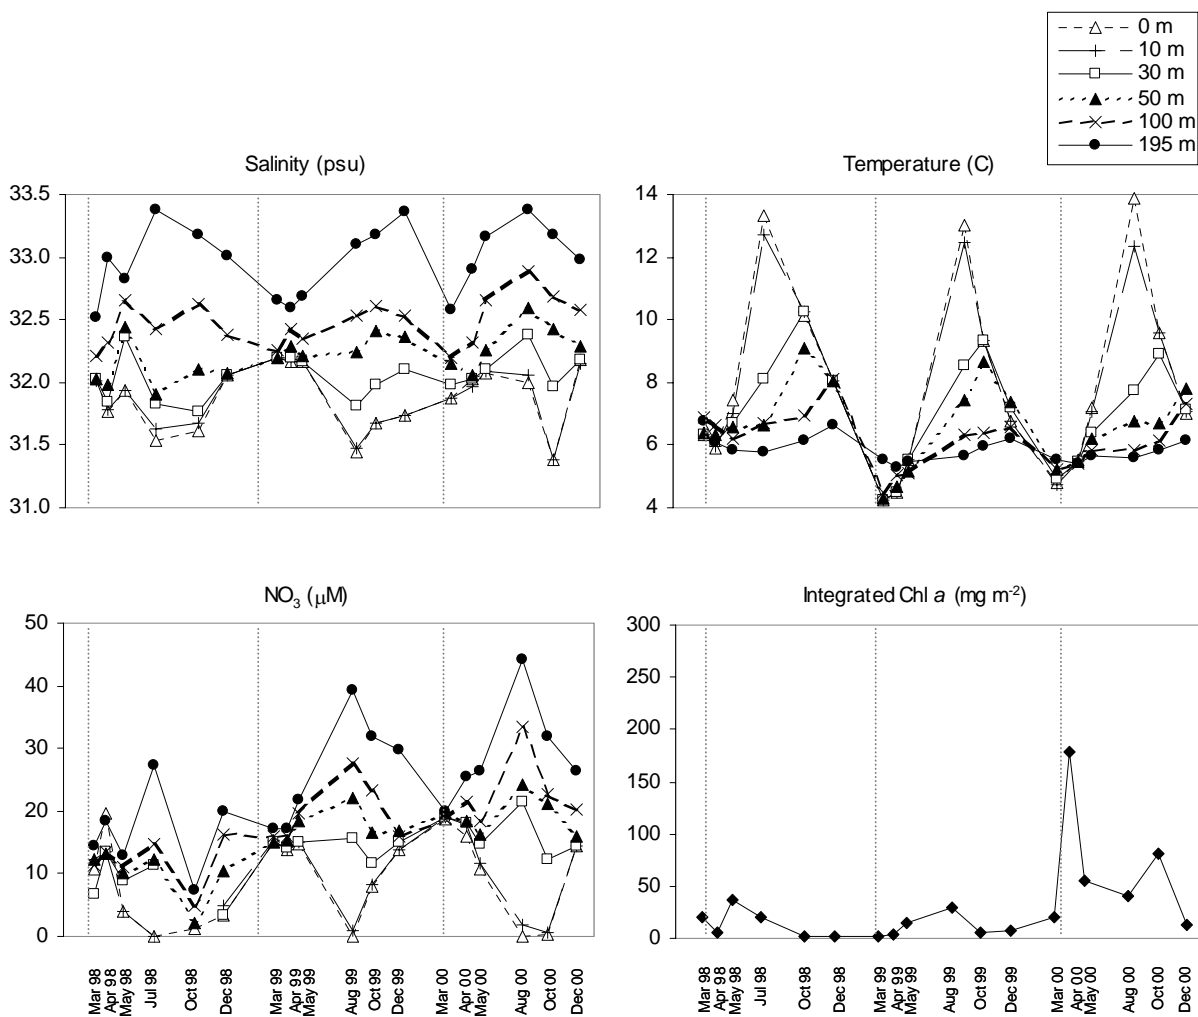 0 m
10 m
30 m
50 m
100 m
195 m
Salinity (psu)
33.5
33.0
32.5
32.0
31.5
31.0
Temperature (C)
14
12
10
8
6
4
NO3 (μM)
50
40
30
20
10
0
Mar 98
Apr 98
May 98
Jul 98
Oct 98
Dec 98
Mar 99
Apr 99
May 99
Aug 99
Oct 99
Dec 99
Mar 00
Apr 00
May 00
Aug 00
Oct 00
Dec 00
Integrated Chl a (mg m-2)
300
250
200
150
100
50
0
Mar 98
Apr 98
May 98
Jul 98
Oct 98
Dec 98
Mar 99
Apr 99
May 99
Aug 99
Oct 99
Dec 99
Mar 00
Apr 00
May 00
Aug 00
Oct 00
Dec 00